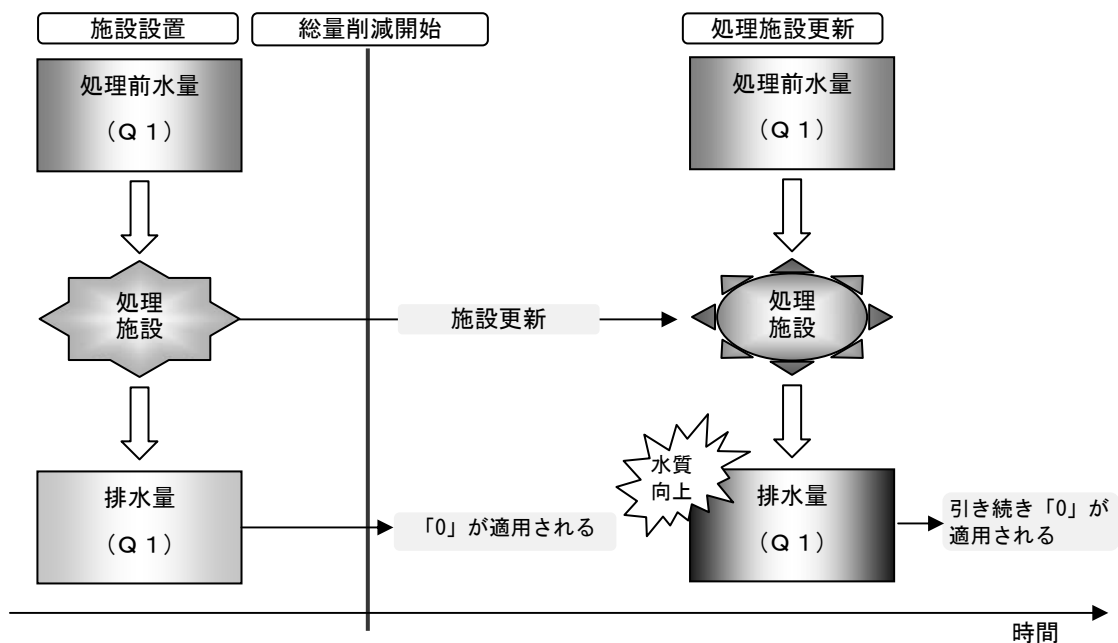 施設設置
総量削減開始
処理施設更新
処理前水量
(Q1)
処理前水量
(Q1)
処理
施設
施設更新
処理
施設
水質
向上
排水量
(Q1)
「0」が適用される
排水量
(Q1)
引き続き「0」が
適用される
時間